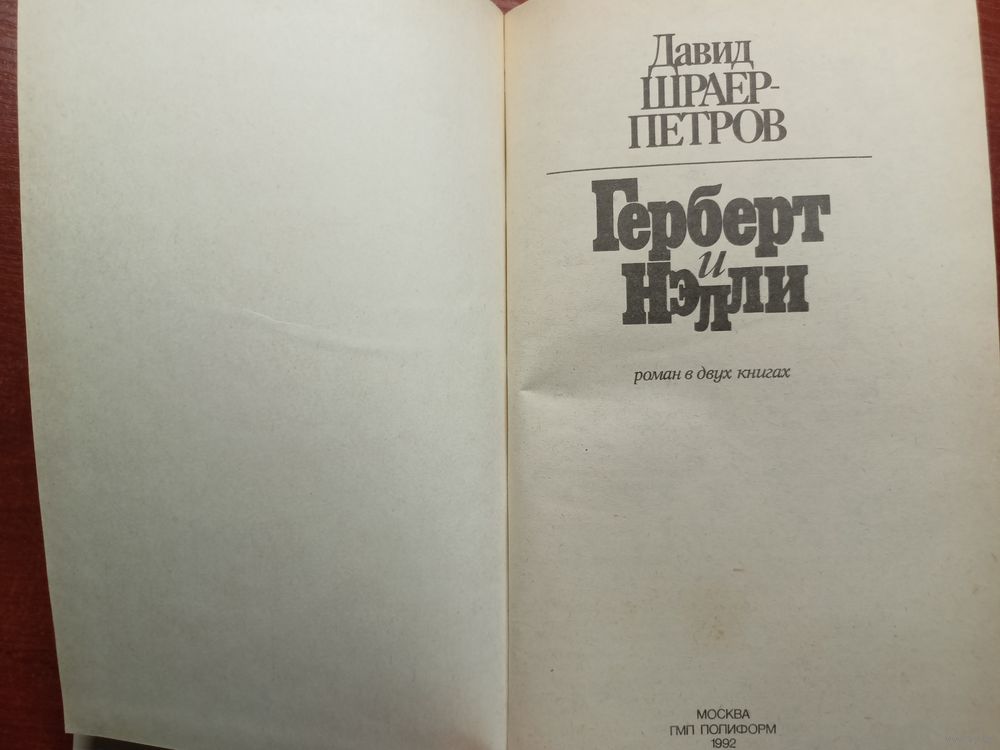 Давид
ШРАЕР-
ПЕТРОВ
Герберт
и
Нэлли
роман в двух книгах
МОСКВА
ГМП ПОЛИФОРМ
1992